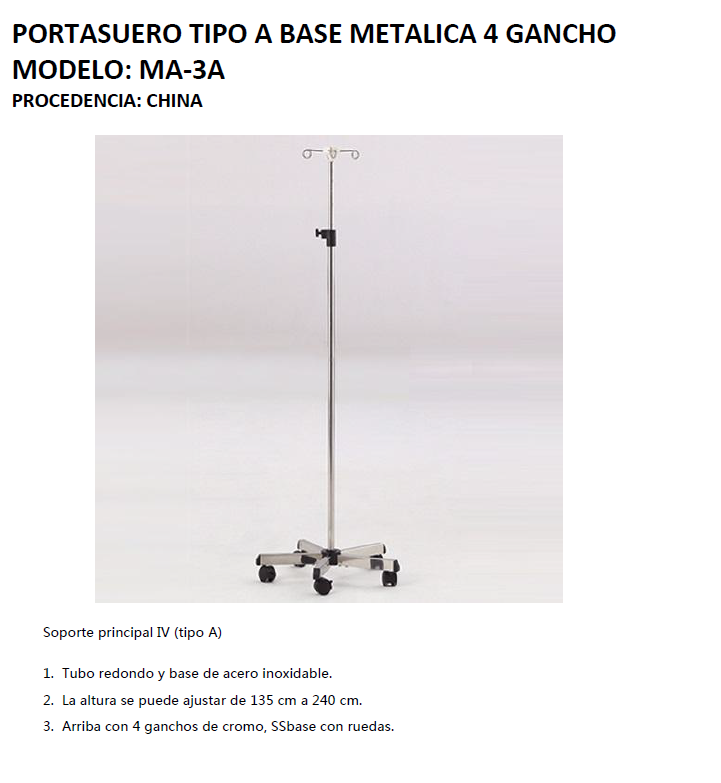 PORTASUERO TIPO A BASE METALICA 4 GANCHO
MODELO: MA-3A
PROCEDENCIA: CHINA
Soporte principal IV (tipo A)
1. Tubo redondo y base de acero inoxidable.
2. La altura se puede ajustar de 135 cm a 240 cm.
3. Arriba con 4 ganchos de cromo, SSbase con ruedas.